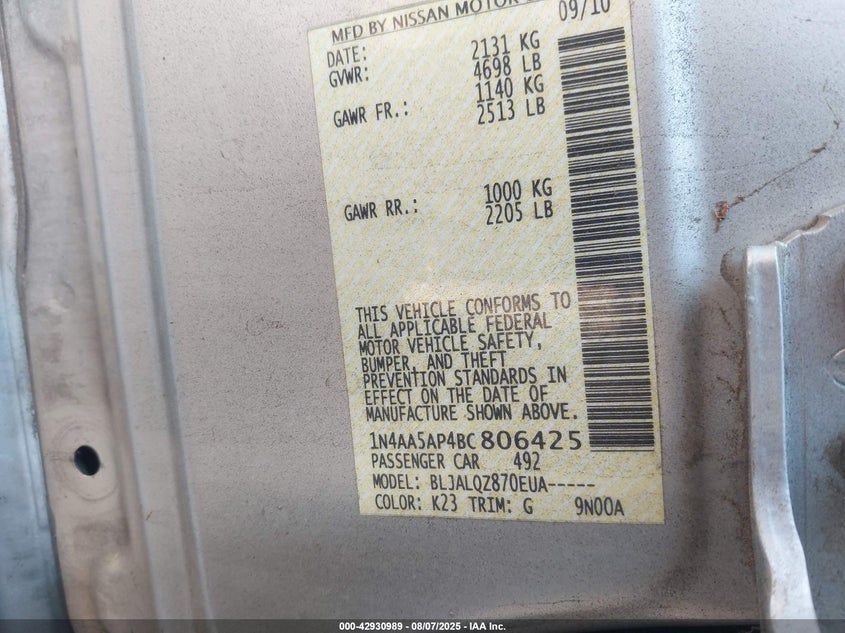 MFD BY NISSAN MOTOR
DATE: 09/10
GVWR: 2131 KG
4698 LB
GAWR FR.: 1140 KG
2513 LB
GAWR RR.: 1000 KG
2205 LB
THIS VEHICLE CONFORMS TO
ALL APPLICABLE FEDERAL
MOTOR VEHICLE SAFETY,
BUMPER, AND THEFT
PREVENTION STANDARDS IN
EFFECT ON THE DATE OF
MANUFACTURE SHOWN ABOVE.
1N4AA5AP4BC806425
PASSENGER CAR 492
MODEL: BLJALQZ870EUA-----
COLOR: K23 TRIM: G 9N00A
000-42930989 - 08/07/2025 - IAA Inc.